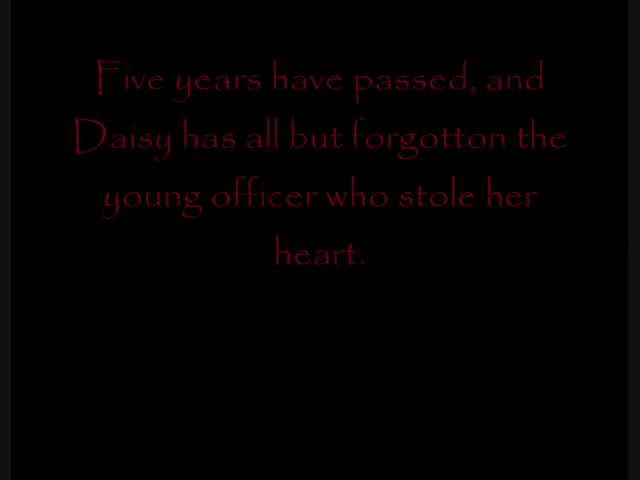 Five years have passed, and
Daisy has all but forgotton the
young officer who stole her
heart.